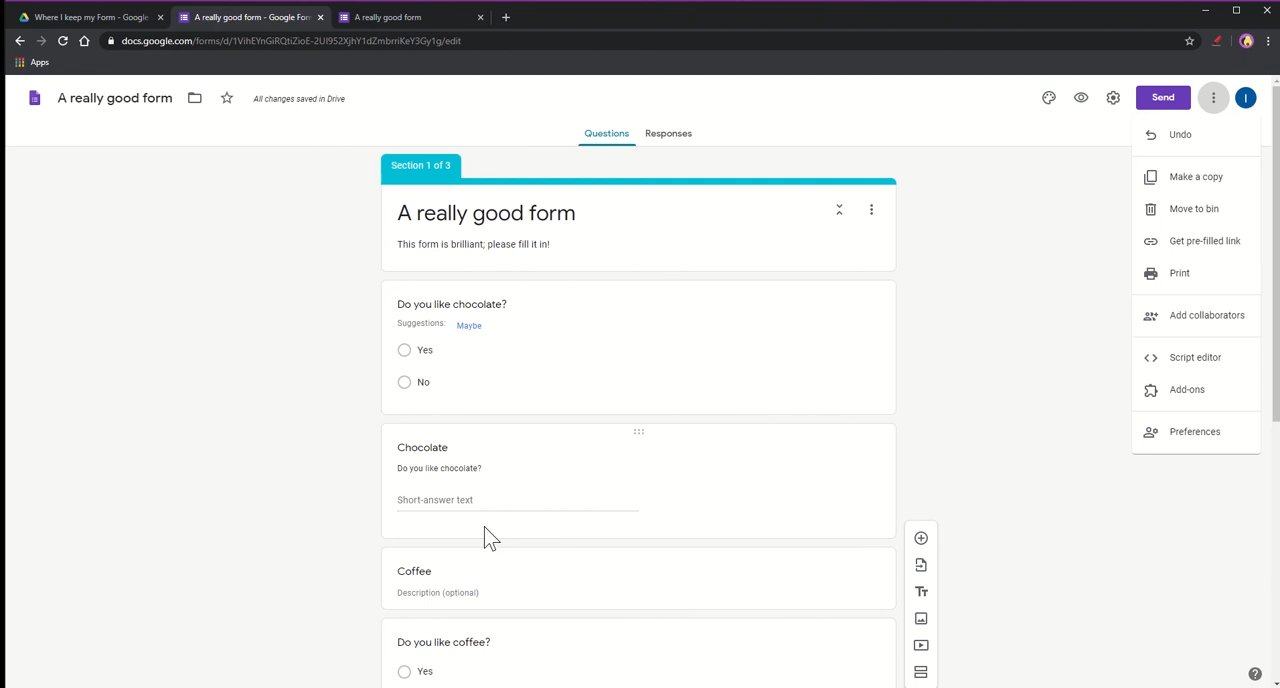 Where I keep my Form - Google
A really good form - Google Forn
A really good form
docs.google.com/forms/d/1VihEYnGiRQtiZioE-2UI952XjhY1dZmbrriKeY3Gy1g/edit
Apps
A really good form
All changes saved in Drive
Send
I
Questions
Responses
Undo
Make a copy
Move to bin
Get pre-filled link
Print
Add collaborators
Script editor
Add-ons
Preferences
Section 1 of 3
A really good form
This form is brilliant; please fill it in!
Do you like chocolate?
Suggestions: Maybe
Yes
No
Chocolate
Do you like chocolate?
Short-answer text
Coffee
Description (optional)
Do you like coffee?
Yes